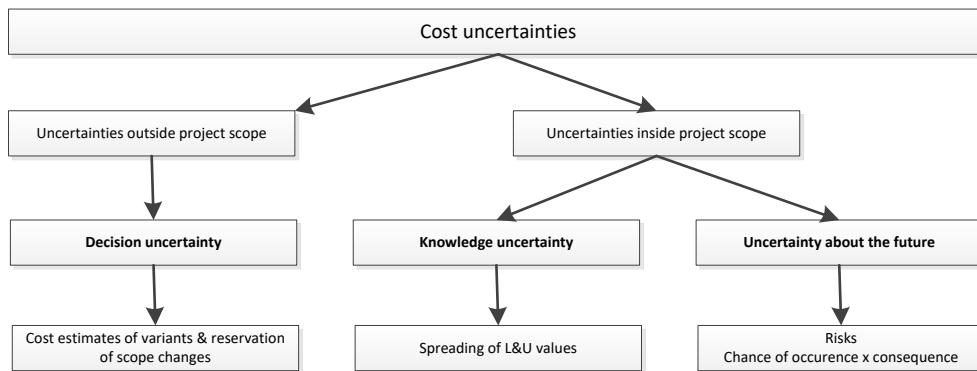 Cost uncertainties
Uncertainties outside project scope
Uncertainties inside project scope
Decision uncertainty
Knowledge uncertainty
Uncertainty about the future
Cost estimates of variants & reservation
of scope changes
Spreading of L&U values
Risks
Chance of occurence x consequence